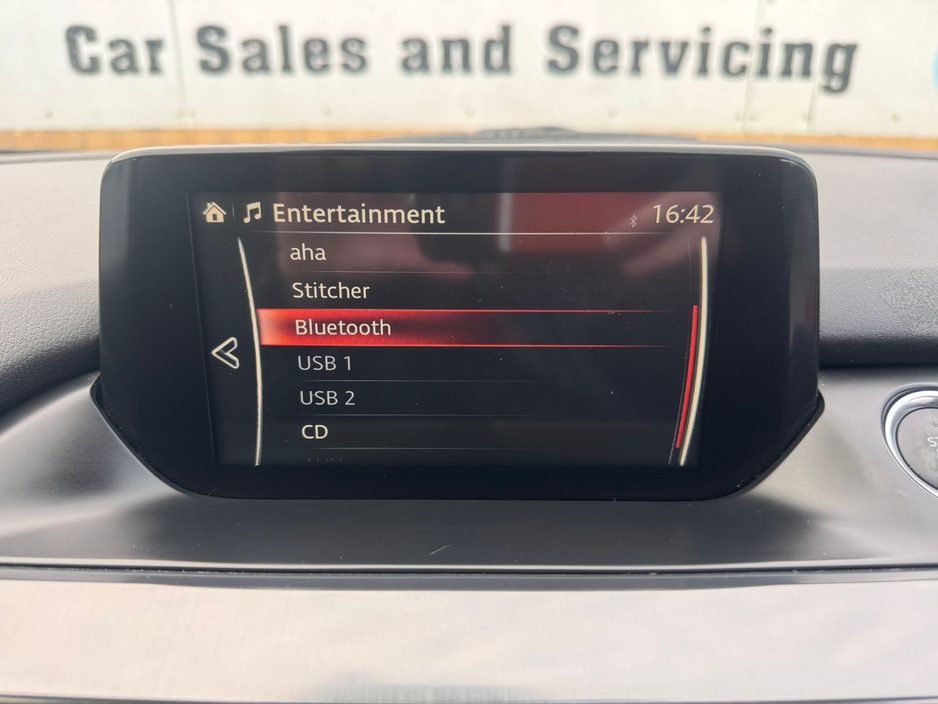 Car Sales and Servicing
Entertainment
16:42
aha
Stitcher
Bluetooth
USB 1
USB 2
CD